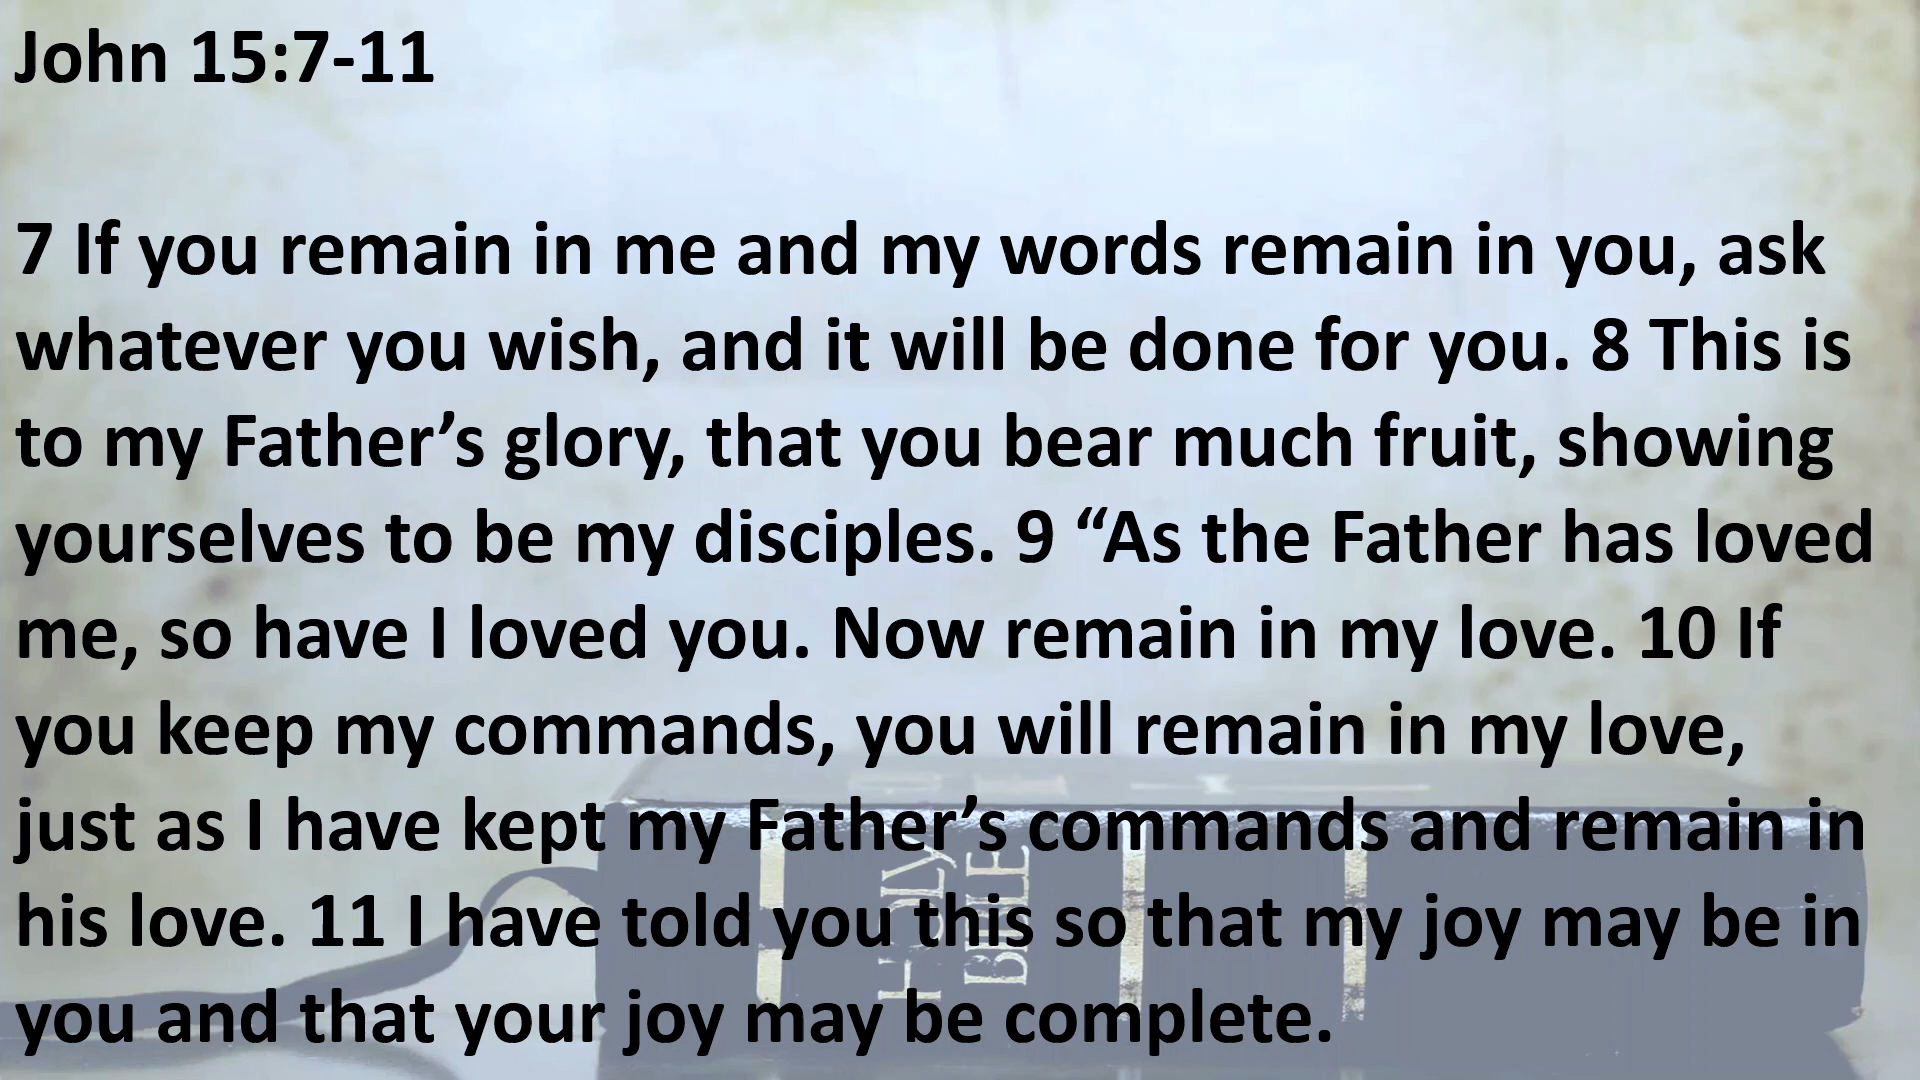 John 15:7-11
7 If you remain in me and my words remain in you, ask
whatever you wish, and it will be done for you. 8 This is
to my Father’s glory, that you bear much fruit, showing
yourselves to be my disciples. 9 “As the Father has loved
me, so have I loved you. Now remain in my love. 10 If
you keep my commands, you will remain in my love,
just as I have kept my Father’s commands and remain in
his love. 11 I have told you this so that my joy may be in
you and that your joy may be complete.
HOLY
BIBLE